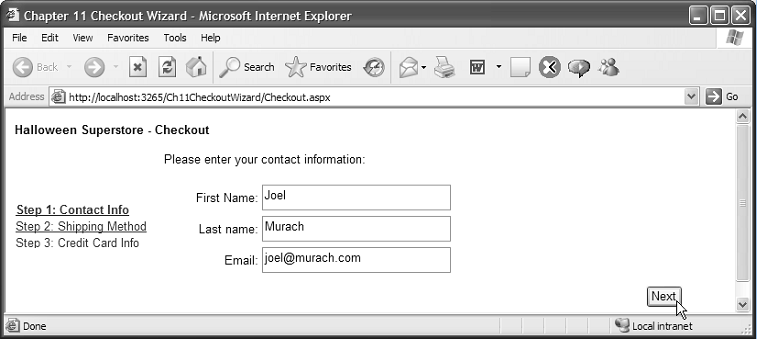 Chapter 11 Checkout Wizard - Microsoft Internet Explorer
File Edit View Favorites Tools Help
Back Search Favorites W
Address http://localhost:3265/Ch11CheckoutWizard/Checkout.aspx Go
Halloween Superstore - Checkout
Please enter your contact information:
First Name: Joel
Step 1: Contact Info
Step 2: Shipping Method
Step 3: Credit Card Info
Last name: Murach
Email: joel@murach.com
Next
Done Local intranet